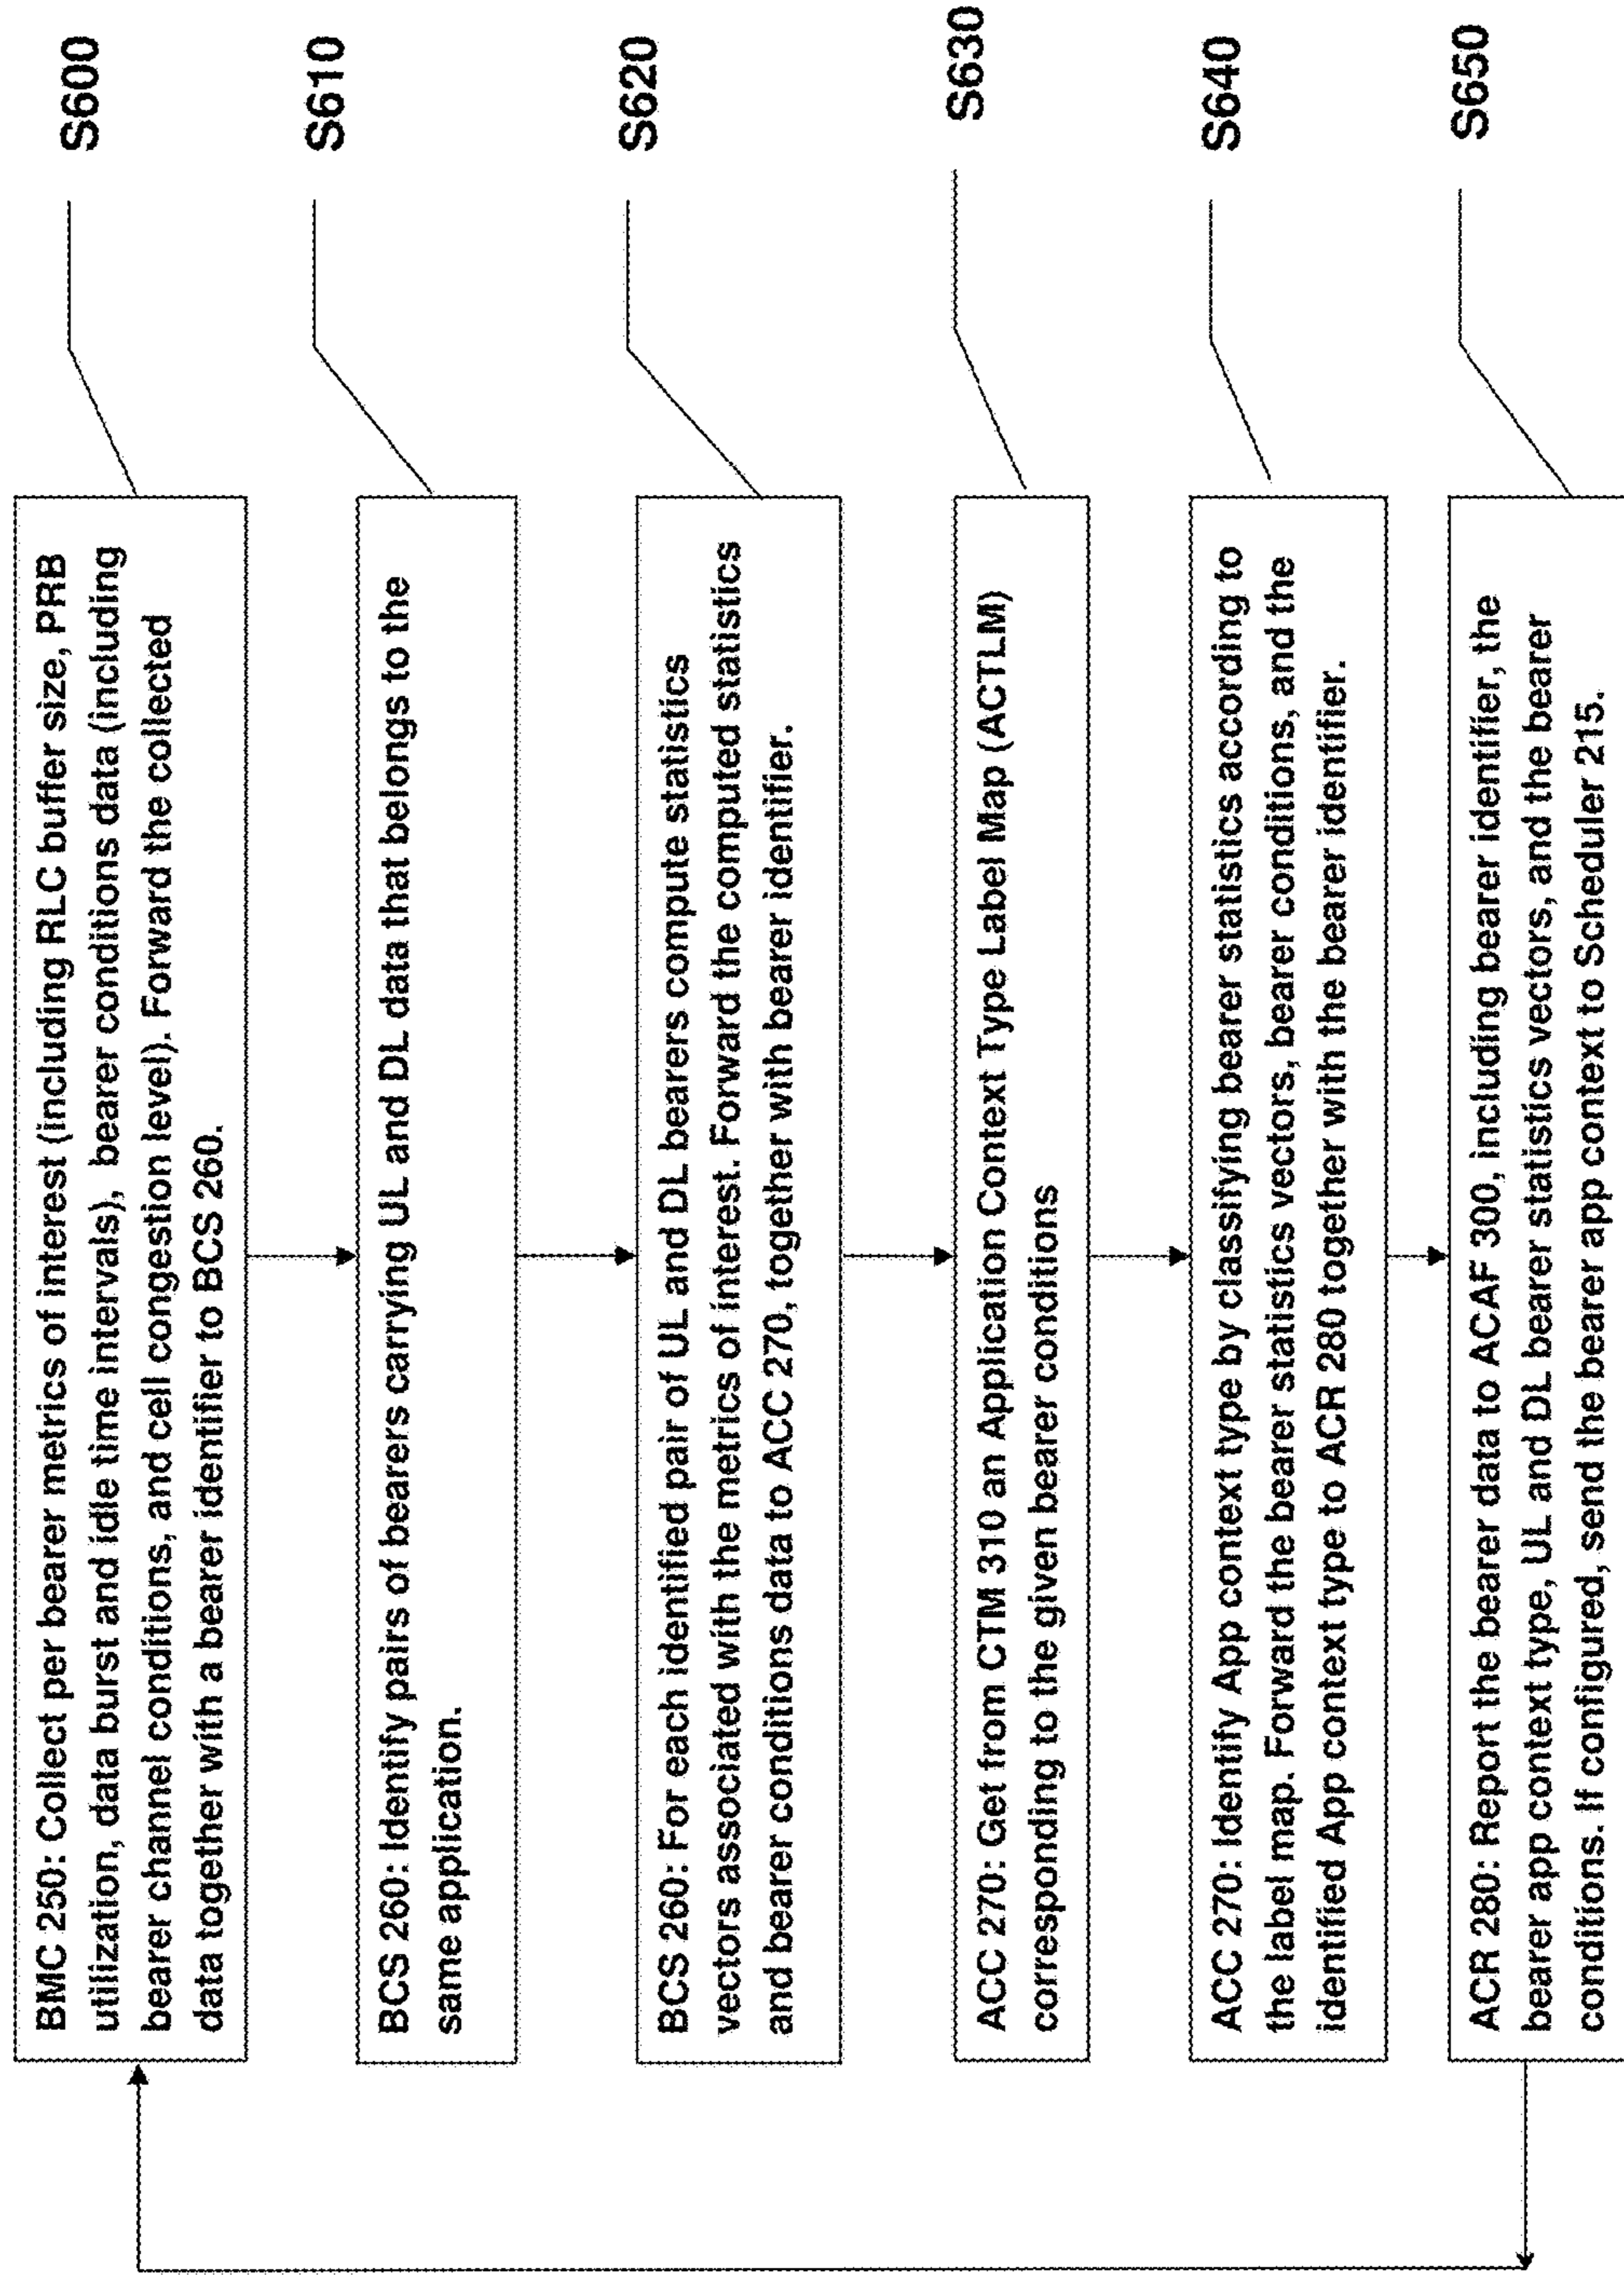 BMC 250: Collect per bearer metrics of interest (including RLC buffer size, PRB
utilization, data burst and idle time intervals), bearer conditions data (including
bearer channel conditions, and cell congestion level). Forward the collected
data together with a bearer identifier to BCS 260.
S600
BCS 260: Identify pairs of bearers carrying UL and DL data that belongs to the
same application.
S610
BCS 260: For each identified pair of UL and DL bearers compute statistics
vectors associated with the metrics of interest. Forward the computed statistics
and bearer conditions data to ACC 270, together with bearer identifier.
S620
ACC 270: Get from CTM 310 an Application Context Type Label Map (ACTLM)
corresponding to the given bearer conditions
S630
ACC 270: Identify App context type by classifying bearer statistics according to
the label map. Forward the bearer statistics vectors, bearer conditions, and the
identified App context type to ACR 280 together with the bearer identifier.
S640
ACR 280: Report the bearer data to ACAF 300, including bearer identifier, the
bearer app context type, UL and DL bearer statistics vectors, and the bearer
conditions. If configured, send the bearer app context to Scheduler 215.
S650